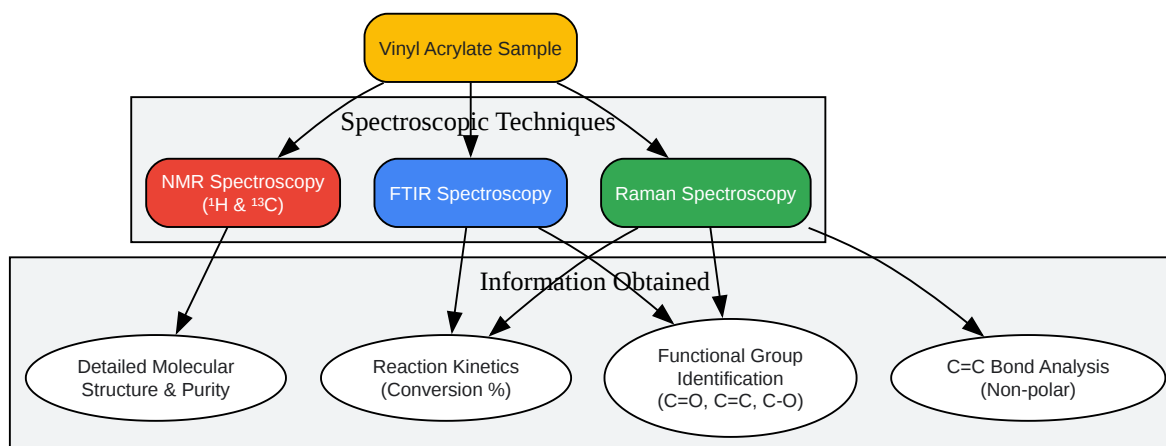 Vinyl Acrylate Sample
Spectroscopic Techniques
NMR Spectroscopy
(¹H & ¹³C)
FTIR Spectroscopy
Raman Spectroscopy
Information Obtained
Detailed Molecular
Structure & Purity
Reaction Kinetics
(Conversion %)
Functional Group
Identification
(C=O, C=C, C-O)
C=C Bond Analysis
(Non-polar)